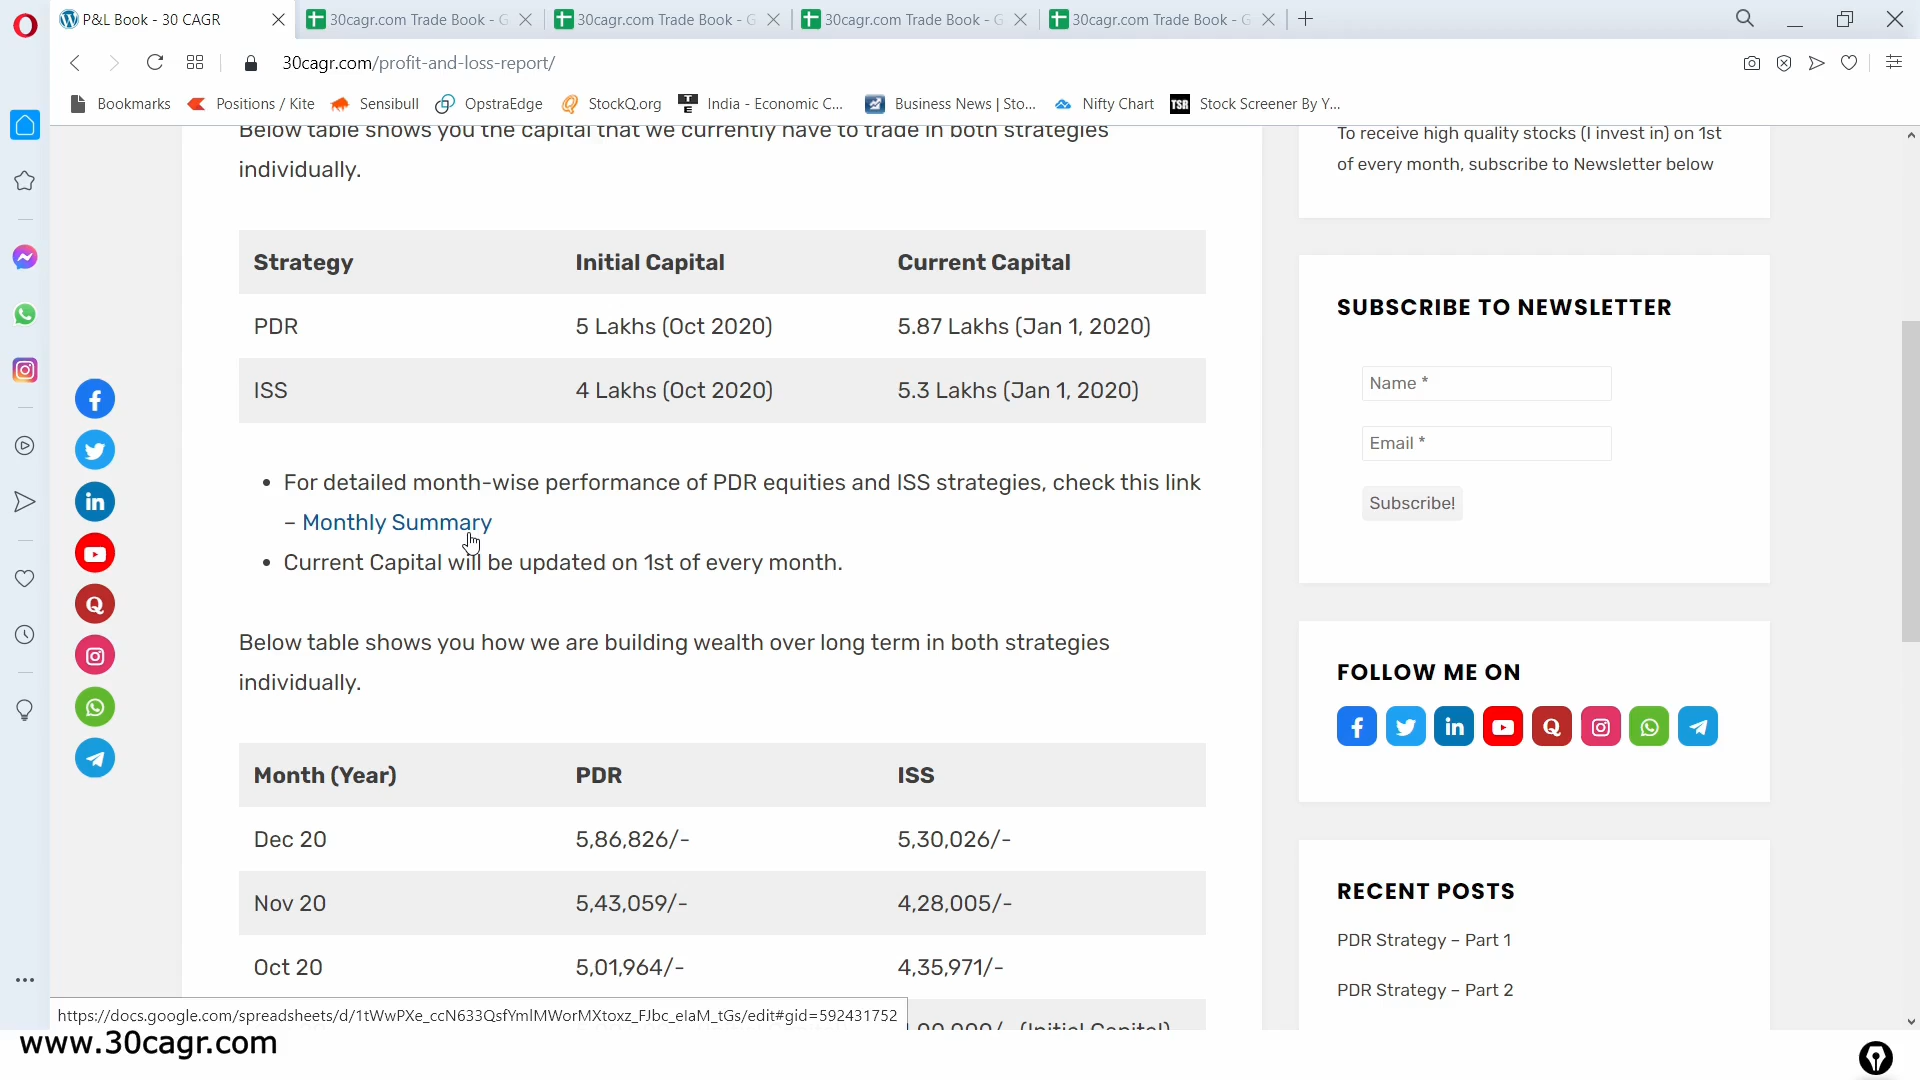 P&L Book - 30 CAGR
30cagr.com Trade Book - G
30cagr.com Trade Book - G
30cagr.com Trade Book - G
30cagr.com Trade Book - G
30cagr.com/profit-and-loss-report/
Bookmarks
Positions / Kite
Sensibull
OpstraEdge
StockQ.org
India - Economic C...
Business News | Sto...
Nifty Chart
TSR
Stock Screener By Y...
Below table shows you the capital that we currently have to trade in both strategies
individually.
Strategy Initial Capital Current Capital
PDR 5 Lakhs (Oct 2020) 5.87 Lakhs (Jan 1, 2020)
ISS 4 Lakhs (Oct 2020) 5.3 Lakhs (Jan 1, 2020)
• For detailed month-wise performance of PDR equities and ISS strategies, check this link
– Monthly Summary
• Current Capital will be updated on 1st of every month.
Below table shows you how we are building wealth over long term in both strategies
individually.
Month (Year) PDR ISS
Dec 20 5,86,826/- 5,30,026/-
Nov 20 5,43,059/- 4,28,005/-
Oct 20 5,01,964/- 4,35,971/-
(Initial Capital)
To receive high quality stocks (I invest in) on 1st
of every month, subscribe to Newsletter below
SUBSCRIBE TO NEWSLETTER
Name *
Email *
Subscribe!
FOLLOW ME ON
RECENT POSTS
PDR Strategy – Part 1
PDR Strategy – Part 2
https://docs.google.com/spreadsheets/d/1tWwPXe_ccN633QsfYmlMWorMXtoxz_FJbc_elaM_tGs/edit#gid=592431752
www.30cagr.com